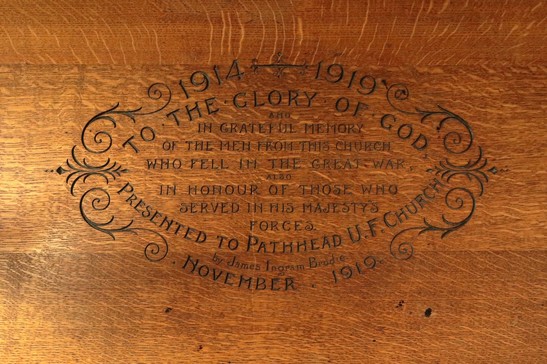 1914 1919
TO · THE · GLORY · OF · GOD,
AND
IN GRATEFUL MEMORY
OF THE MEN FROM THIS CHURCH
WHO FELL IN THE GREAT WAR,
ALSO
IN HONOUR OF THOSE WHO
SERVED IN HIS MAJESTY'S
FORCES.
PRESENTED TO PATHHEAD U.F. CHURCH
by James Ingram Brodie
· NOVEMBER · 1919 ·